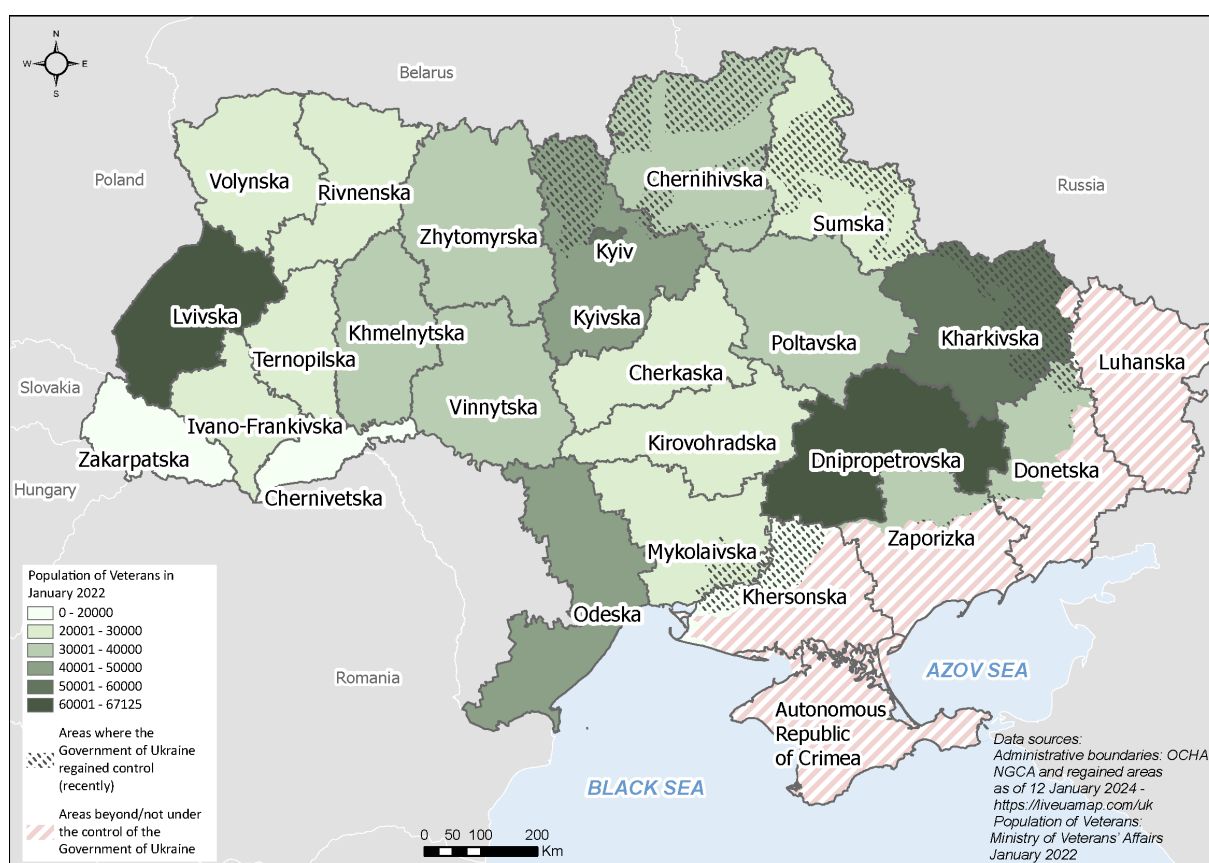 N
W
E
S
Belarus
Poland
Russia
Volynska
Rivnenska
Chernihivska
Zhytomyrska
Kyiv
Sumska
Lvivska
Kyivska
Khmelnytska
Ternopilska
Poltavska
Kharkivska
Luhanska
Cherkaska
Slovakia
Vinnytska
Ivano-Frankivska
Kirovohradska
Zakarpatska
Dnipropetrovska
Donetska
Hungary
Chernivetska
Zaporizka
Mykolaivska
Khersonska
Odeska
Romania
AZOV SEA
Autonomous
Republic
of Crimea
BLACK SEA
Population of Veterans in
January 2022
0 - 20000
20001 - 30000
30001 - 40000
40001 - 50000
50001 - 60000
60001 - 67125
Areas where the
Government of Ukraine
regained control
(recently)
Areas beyond/not under
the control of the
Government of Ukraine
0 50 100 200
Km
Data sources:
Administrative boundaries: OCHA
NGCA and regained areas
as of 12 January 2024 -
https://liveuamap.com/uk
Population of Veterans:
Ministry of Veterans' Affairs
January 2022